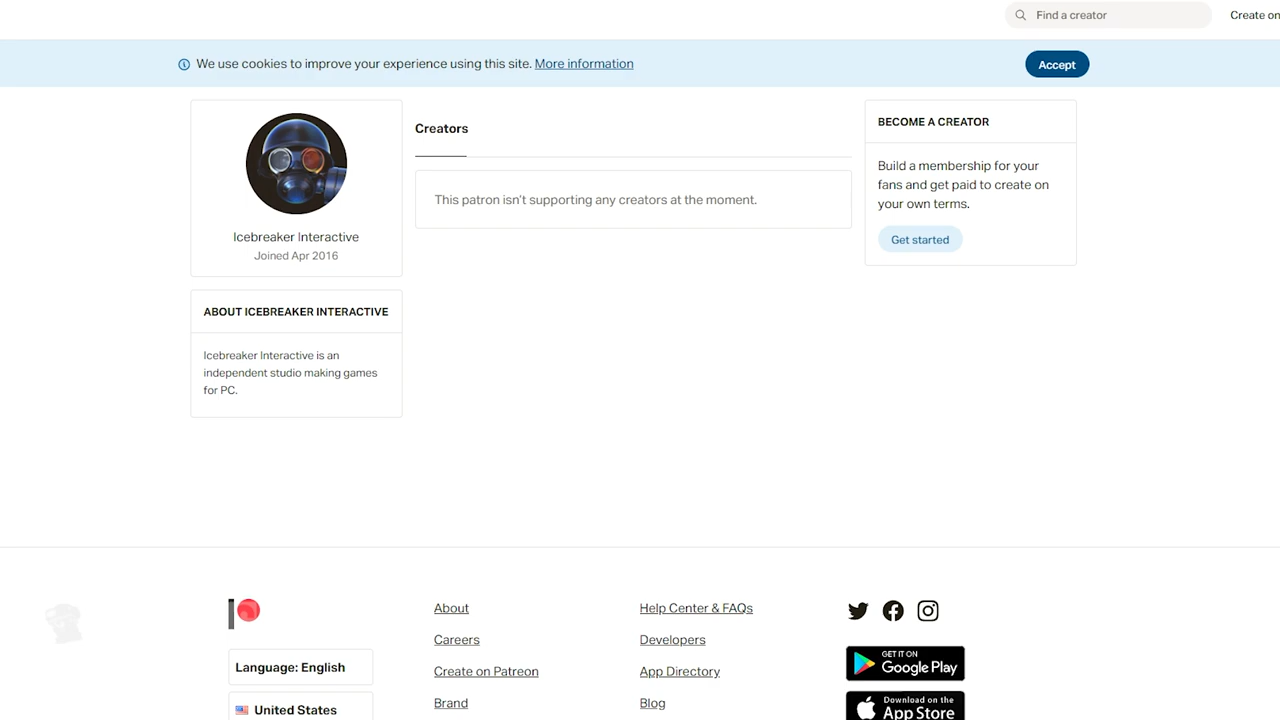 Find a creator
Create on
We use cookies to improve your experience using this site. More information
Accept
Icebreaker Interactive
Joined Apr 2016
ABOUT ICEBREAKER INTERACTIVE
Icebreaker Interactive is an
independent studio making games
for PC.
Creators
This patron isn't supporting any creators at the moment.
BECOME A CREATOR
Build a membership for your
fans and get paid to create on
your own terms.
Get started
Language: English
United States
About
Careers
Create on Patreon
Brand
Help Center & FAQs
Developers
App Directory
Blog
GET IT ON
Google Play
Download on the
App Store